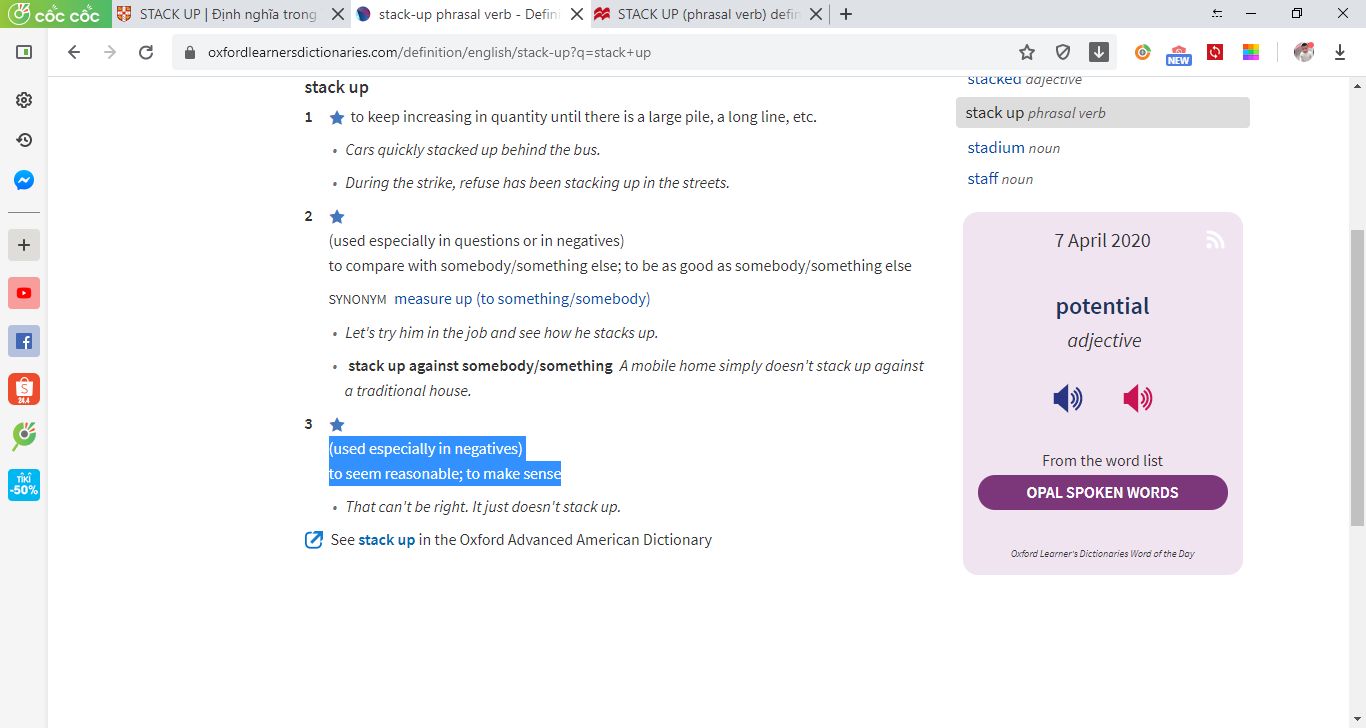 cốc cốc
STACK UP | Định nghĩa trong
stack-up phrasal verb - Defin
STACK UP (phrasal verb) defin
oxfordlearnersdictionaries.com/definition/english/stack-up?q=stack+up
NEW
stack up
1 to keep increasing in quantity until there is a large pile, a long line, etc.
• Cars quickly stacked up behind the bus.
• During the strike, refuse has been stacking up in the streets.
2
(used especially in questions or in negatives)
to compare with somebody/something else; to be as good as somebody/something else
SYNONYM measure up (to something/somebody)
• Let's try him in the job and see how he stacks up.
• stack up against somebody/something A mobile home simply doesn't stack up against
a traditional house.
3
(used especially in negatives)
to seem reasonable; to make sense
• That can't be right. It just doesn't stack up.
See stack up in the Oxford Advanced American Dictionary
stacked adjective
stack up phrasal verb
stadium noun
staff noun
7 April 2020
potential
adjective
From the word list
OPAL SPOKEN WORDS
Oxford Learner's Dictionaries Word of the Day
24.4
TIKI
-50%